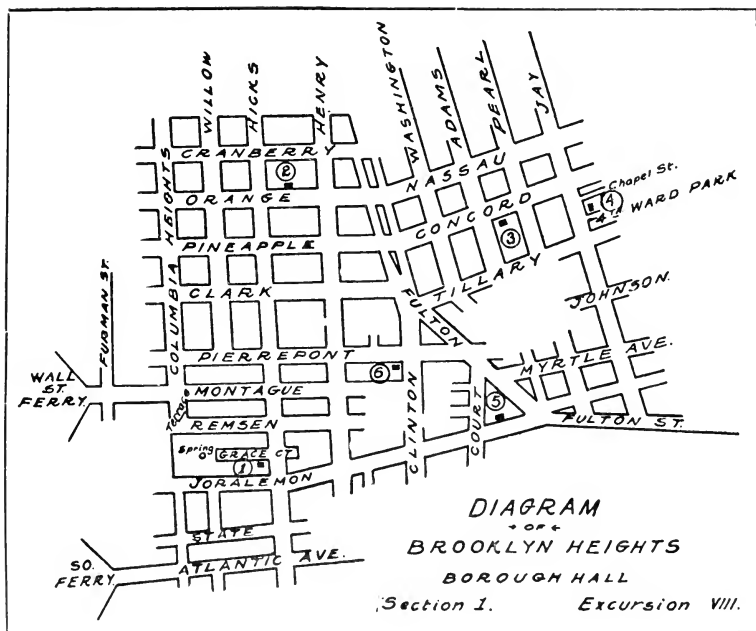 WILLOW
HICKS
HENRY
WASHINGTON
ADAMS
PEARL
JAY
CRANBERRY
NASSAU
HEIGHTS
②
ORANGE
CONCORD
Chapel St.
④
4TH WARD PARK
PINEAPPLE
③
TILLARY
CLARK
FULTON
JOHNSON.
FURMAN ST.
COLUMBIA
PIERREPONT
MYRTLE AVE.
WALL
ST.
FERRY.
⑥
MONTAGUE
Terrace
REMSEN
CLINTON
COURT
⑤
FULTON ST.
Spring
GRACE CT.
①
JORALEMON
STATE
SO.
FERRY.
ATLANTIC AVE.
DIAGRAM
OF
BROOKLYN HEIGHTS
BOROUGH HALL
Section 1. Excursion VIII.